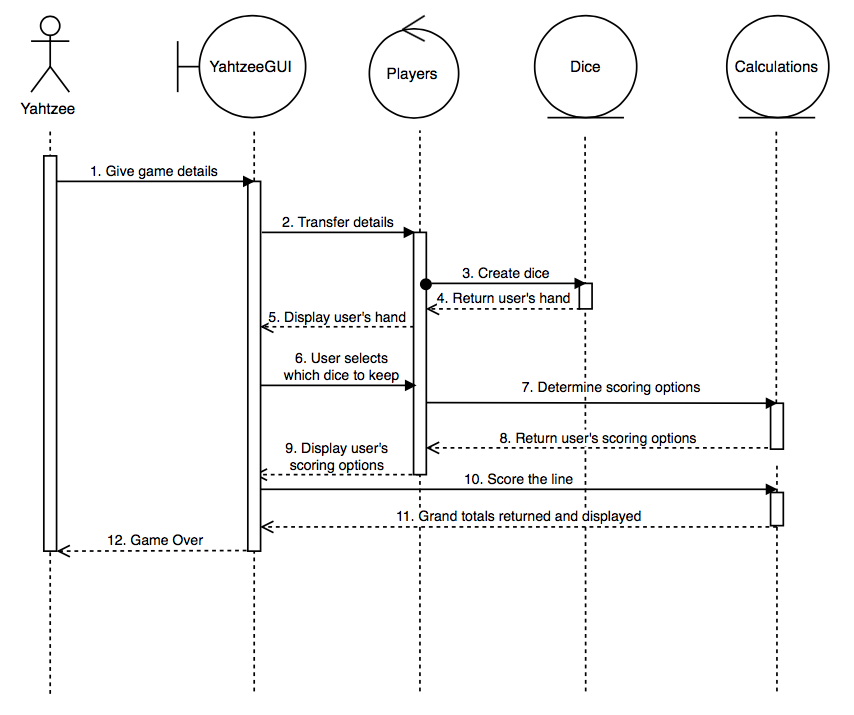 Yahtzee
YahtzeeGUI
Players
Dice
Calculations
1. Give game details
2. Transfer details
3. Create dice
4. Return user's hand
5. Display user's hand
6. User selects
which dice to keep
7. Determine scoring options
8. Return user's scoring options
9. Display user's
scoring options
10. Score the line
11. Grand totals returned and displayed
12. Game Over